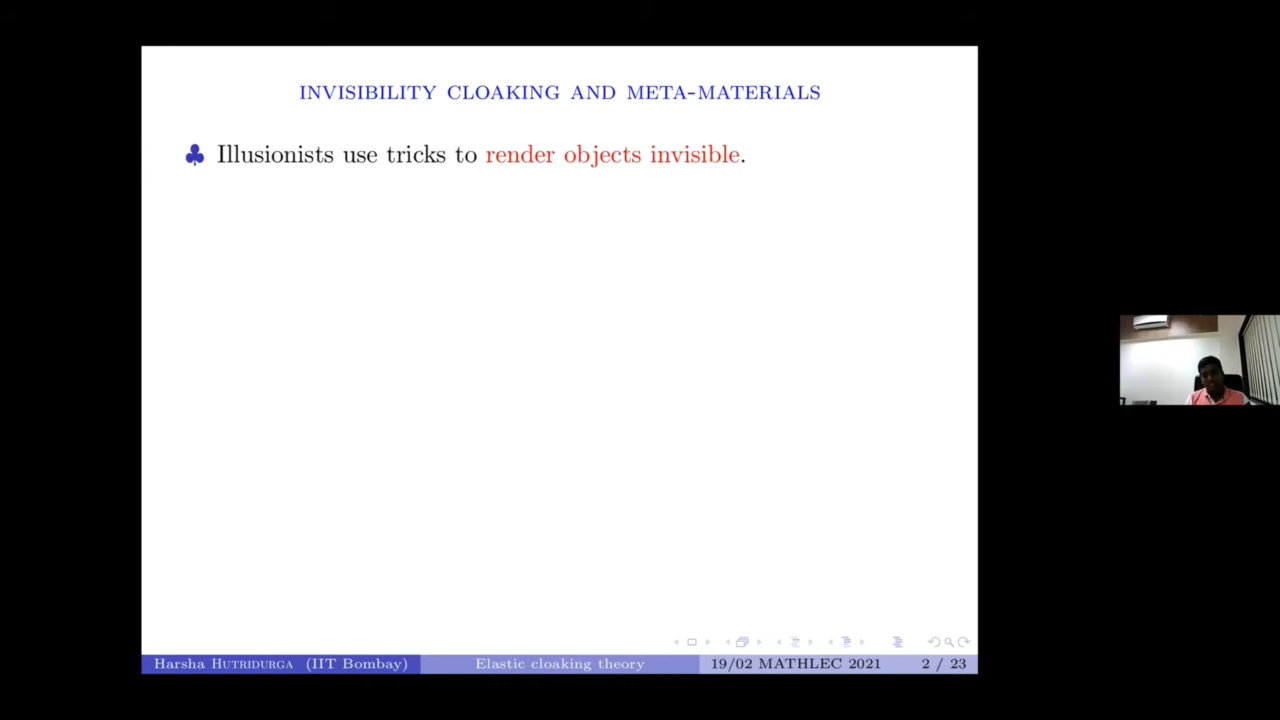 INVISIBILITY CLOAKING AND META-MATERIALS
♣ Illusionists use tricks to render objects invisible.
Harsha HUTRIDURGA (IIT Bombay) Elastic cloaking theory 19/02 MATHLEC 2021 2 / 23